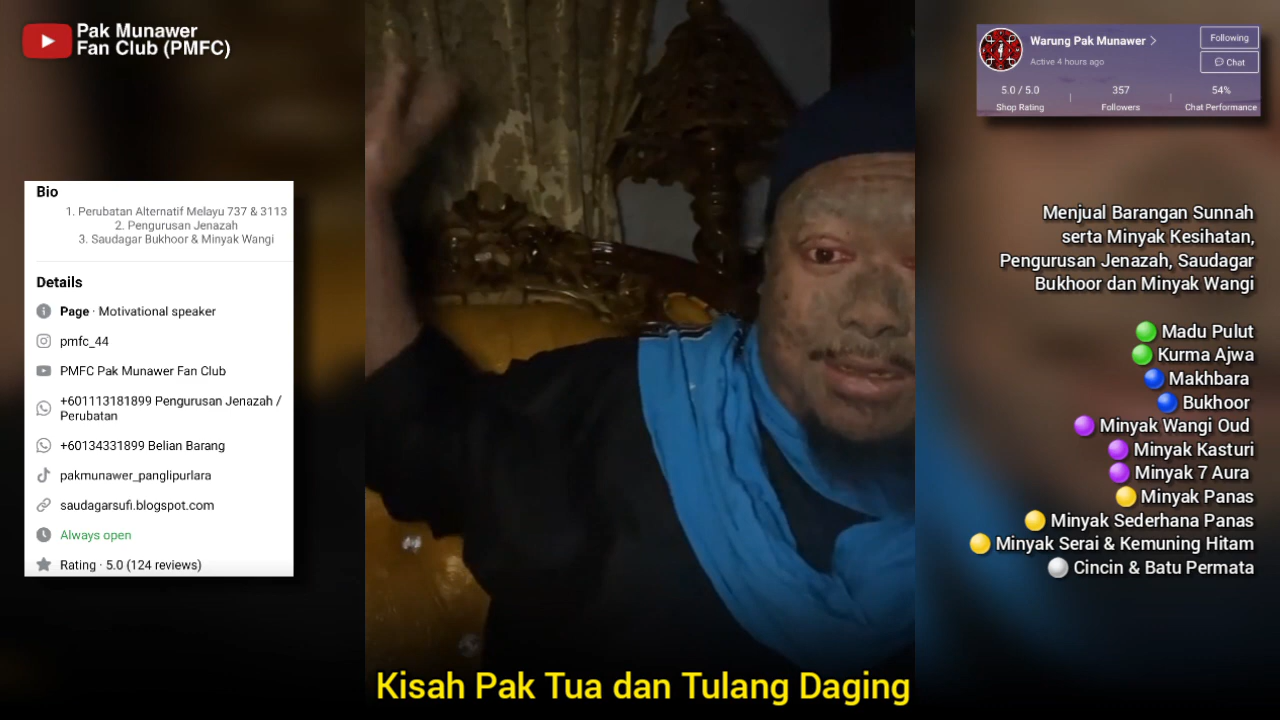 Pak Munawer
Fan Club (PMFC)
Bio
1. Perubatan Alternatif Melayu 737 & 3113
2. Pengurusan Jenazah
3. Saudagar Bukhoor & Minyak Wangi
Details
Page · Motivational speaker
pmfc_44
PMFC Pak Munawer Fan Club
+601113181899 Pengurusan Jenazah /
Perubatan
+60134331899 Belian Barang
pakmunawer_panglipurlara
saudagarsufi.blogspot.com
Always open
Rating · 5.0 (124 reviews)
Warung Pak Munawer >
Following
Active 4 hours ago
Chat
5.0 / 5.0
357
54%
Shop Rating
Followers
Chat Performance
Menjual Barangan Sunnah
serta Minyak Kesihatan,
Pengurusan Jenazah, Saudagar
Bukhoor dan Minyak Wangi
Madu Pulut
Kurma Ajwa
Makhbara
Bukhoor
Minyak Wangi Oud
Minyak Kasturi
Minyak 7 Aura
Minyak Panas
Minyak Sederhana Panas
Minyak Serai & Kemuning Hitam
Cincin & Batu Permata
Kisah Pak Tua dan Tulang Daging